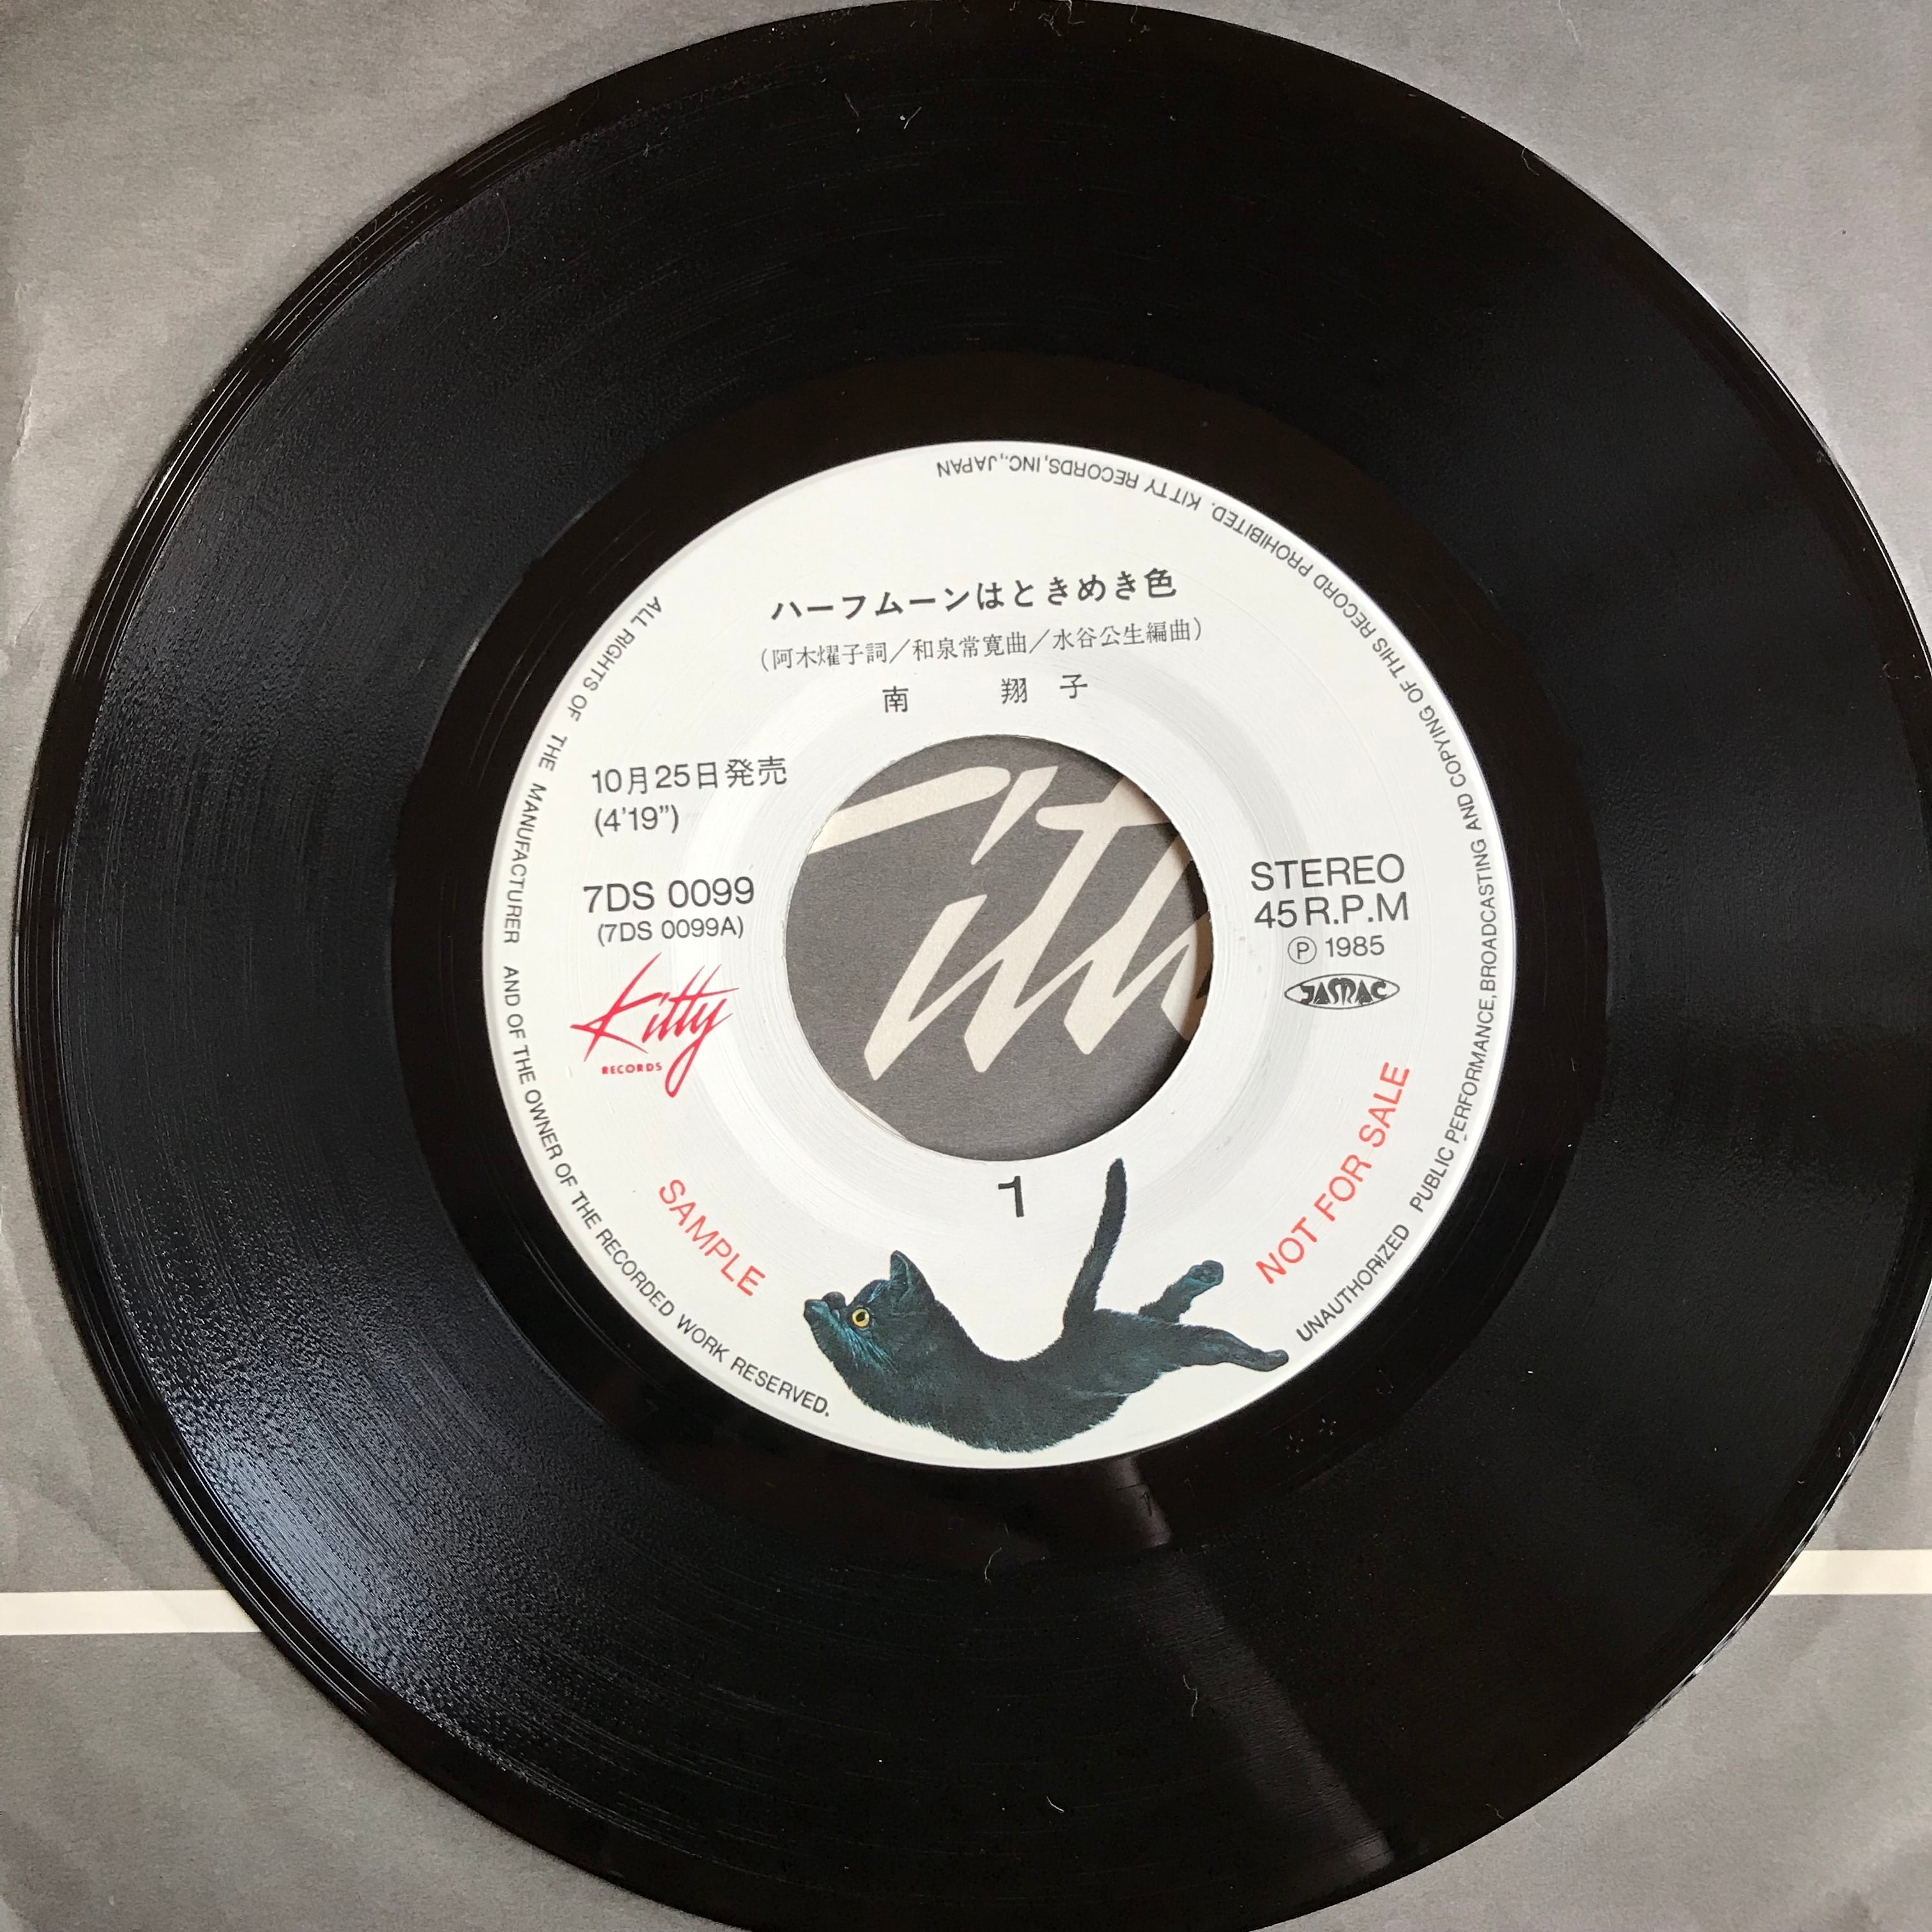 ハーフムーンはときめき色
(阿木燿子詞／和泉常寛曲／水谷公生編曲)
南 翔子
10月25日発売
(4'19")
7DS 0099
(7DS 0099A)
Kitty
RECORDS
STEREO
45 R.P.M
Ⓟ 1985
JASRAC
1
SAMPLE
NOT FOR SALE
ALL RIGHTS OF THE MANUFACTURER AND OF THE OWNER OF THE RECORDED WORK RESERVED.
UNAUTHORIZED PUBLIC PERFORMANCE, BROADCASTING AND COPYING OF THIS RECORD PROHIBITED. KITTY RECORDS, INC., JAPAN